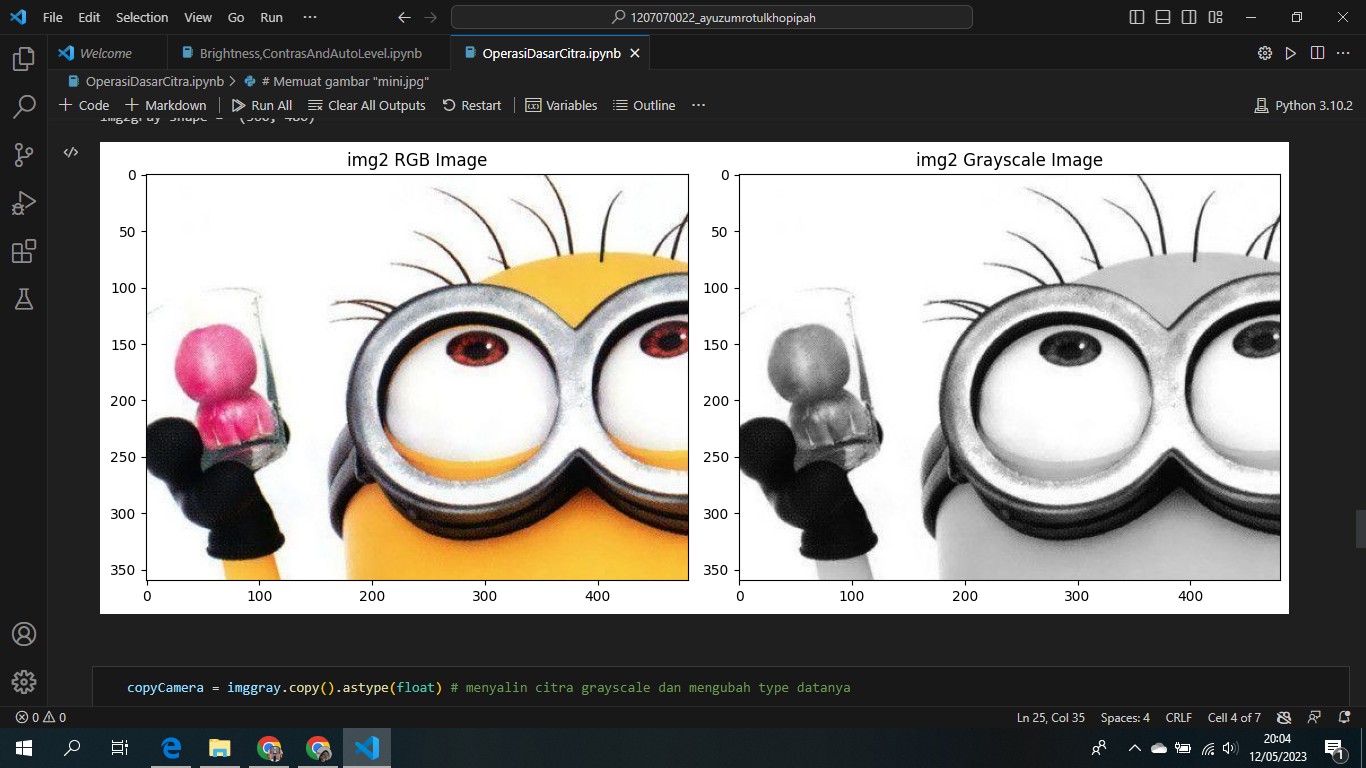 File Edit Selection View Go Run ··· 1207070022_ayuzumrotulkhopipah
Welcome Brightness,ContrasAndAutoLevel.ipynb OperasiDasarCitra.ipynb
OperasiDasarCitra.ipynb > # Memuat gambar "mini.jpg"
+ Code + Markdown Run All Clear All Outputs Restart Variables Outline ··· Python 3.10.2
img2 RGB Image
0
50
100
150
200
250
300
350
0 100 200 300 400
img2 Grayscale Image
0
50
100
150
200
250
300
350
0 100 200 300 400
copyCamera = imggray.copy().astype(float) # menyalin citra grayscale dan mengubah type datanya
0 0 Ln 25, Col 35 Spaces: 4 CRLF Cell 4 of 7
20:04
12/05/2023
1